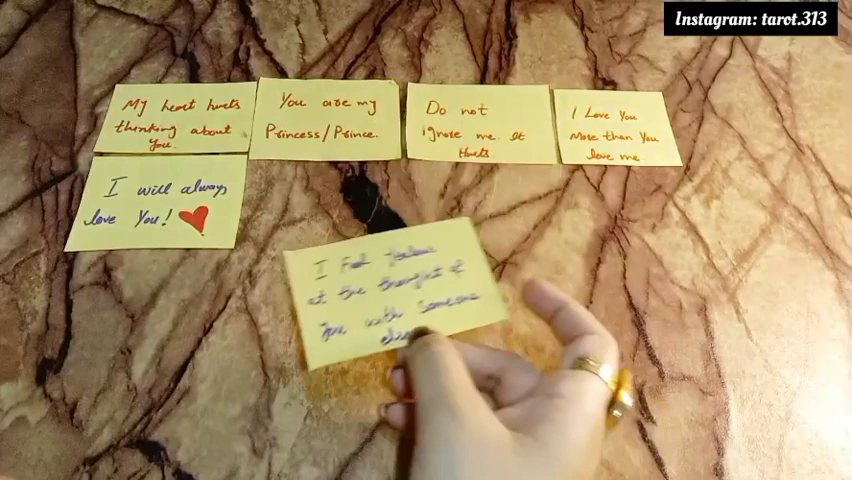 Instagram: tarot.313
My heart hurts
thinking about
you.
You are my
Princess/Prince.
Do not
ignore me. It
Hurts.
I Love You
More than You
love me
I will always
love You!
I Feel Jealous
at the thought of
You with someone
else